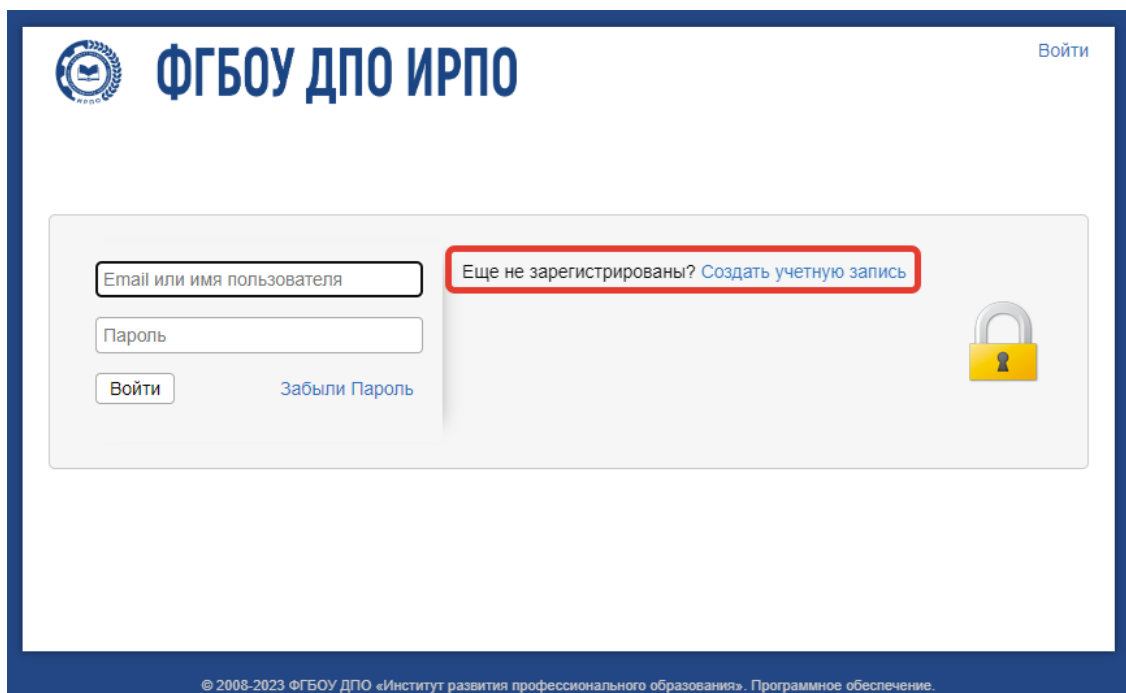 ИРПО
ФГБОУ ДПО ИРПО
Войти
Email или имя пользователя
Пароль
Войти
Забыли Пароль
Еще не зарегистрированы? Создать учетную запись
© 2008-2023 ФГБОУ ДПО «Институт развития профессионального образования». Программное обеспечение.